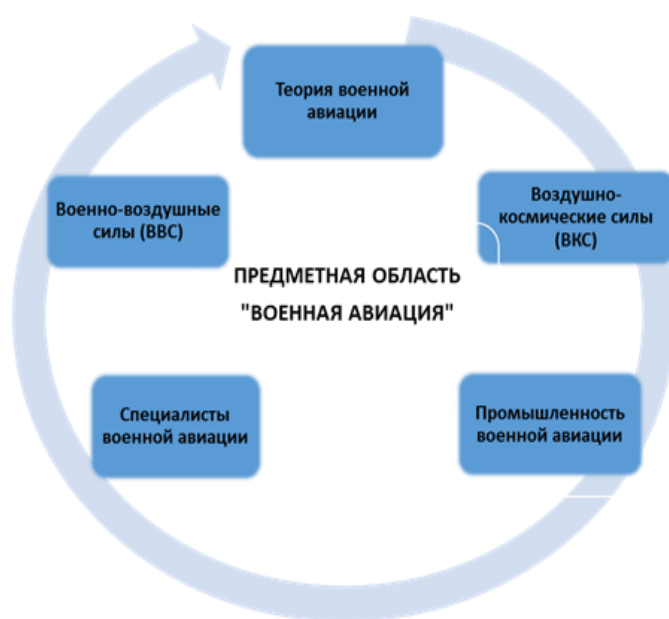 Теория военной
авиации
Военно-воздушные
силы (ВВС)
Воздушно-
космические силы
(ВКС)
ПРЕДМЕТНАЯ ОБЛАСТЬ
"ВОЕННАЯ АВИАЦИЯ"
Специалисты
военной авиации
Промышленность
военной авиации